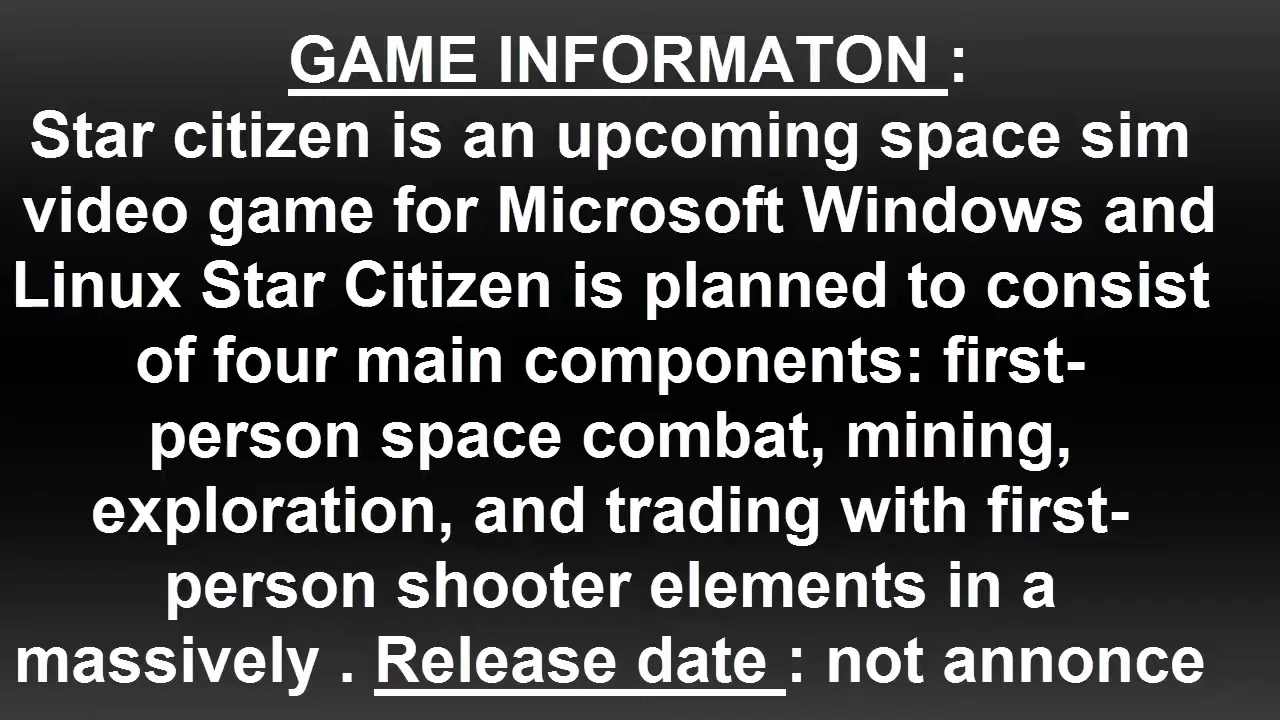 GAME INFORMATON :
Star citizen is an upcoming space sim
video game for Microsoft Windows and
Linux Star Citizen is planned to consist
of four main components: first-
person space combat, mining,
exploration, and trading with first-
person shooter elements in a
massively . Release date : not annonce